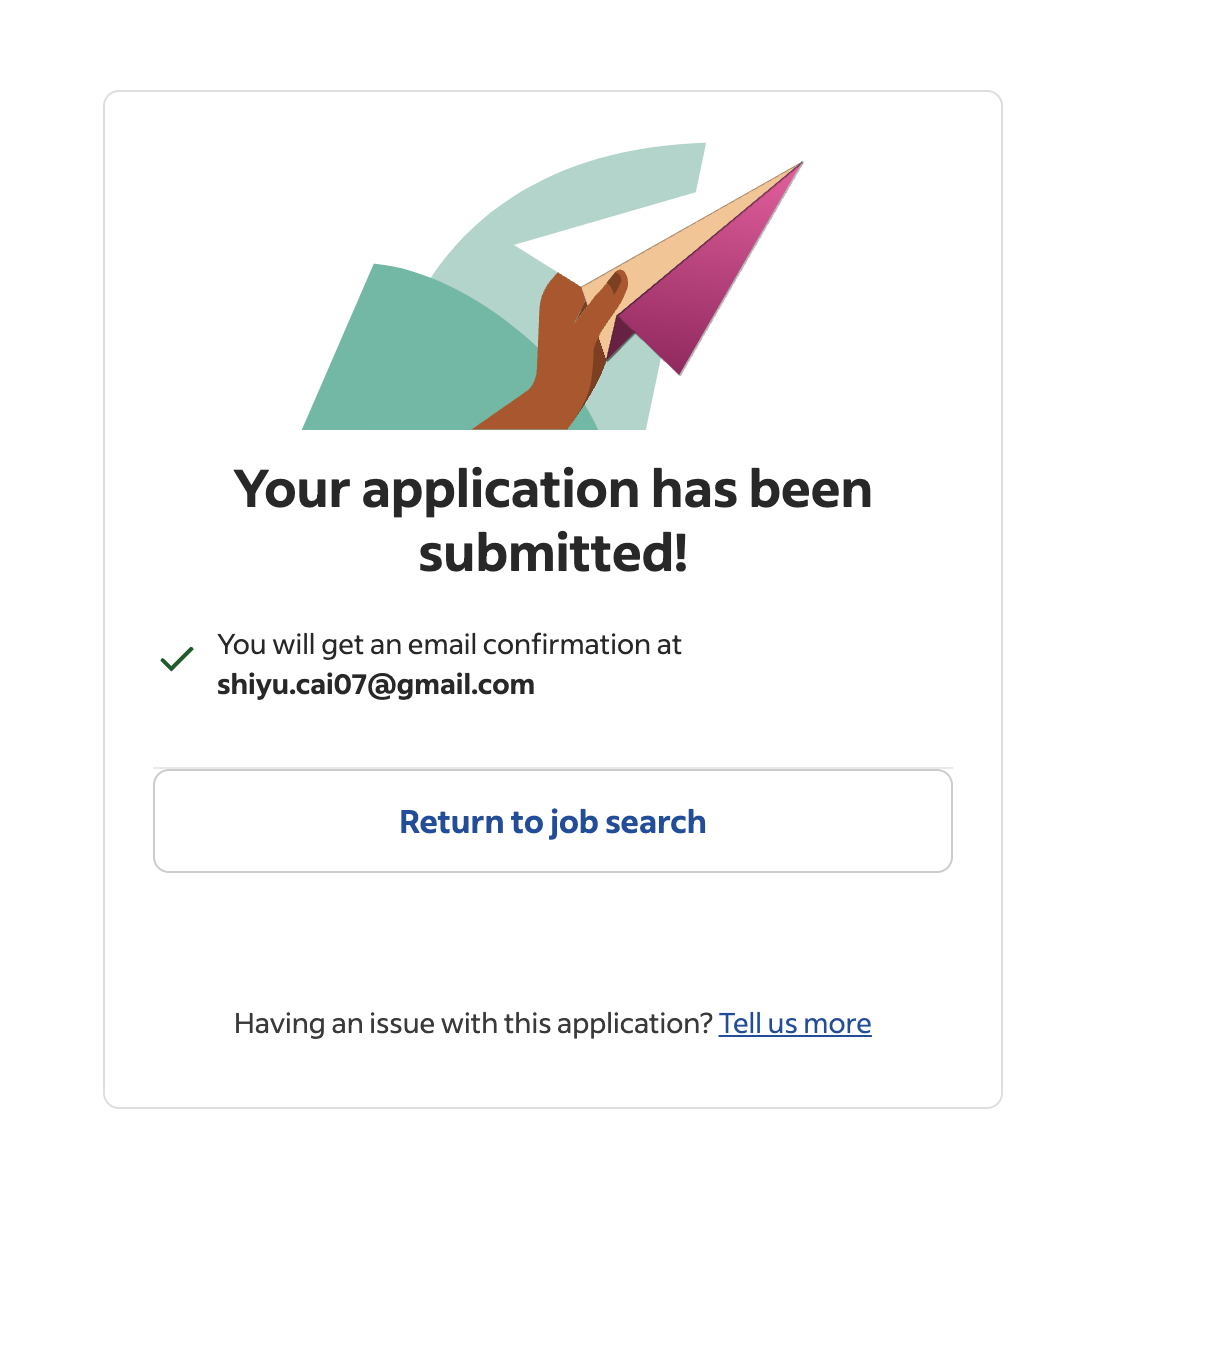 Your application has been
submitted!
You will get an email confirmation at
shiyu.cai07@gmail.com
Return to job search
Having an issue with this application? Tell us more